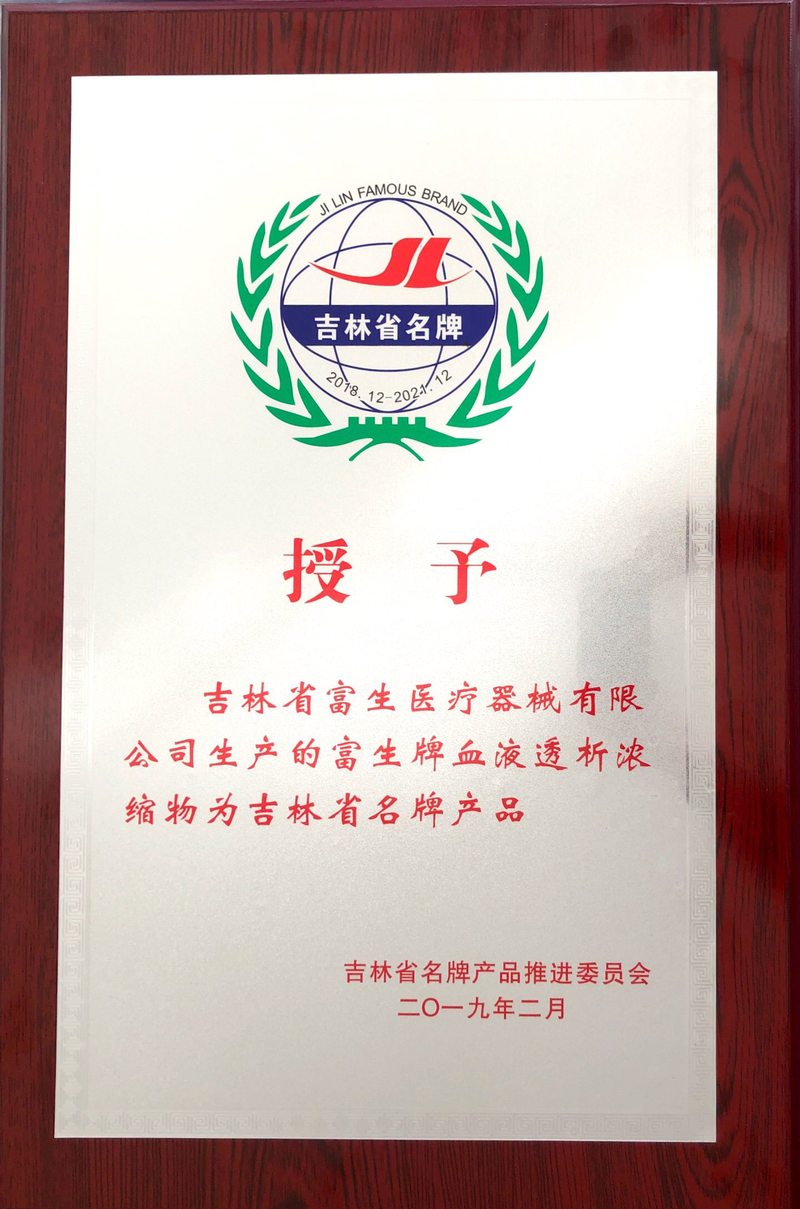 JI LIN FAMOUS BRAND
吉林省名牌
2018.12-2021.12
授 予
吉林省富生医疗器械有限
公司生产的富生牌血液透析浓
缩物为吉林省名牌产品
吉林省名牌产品推进委员会
二〇一九年二月